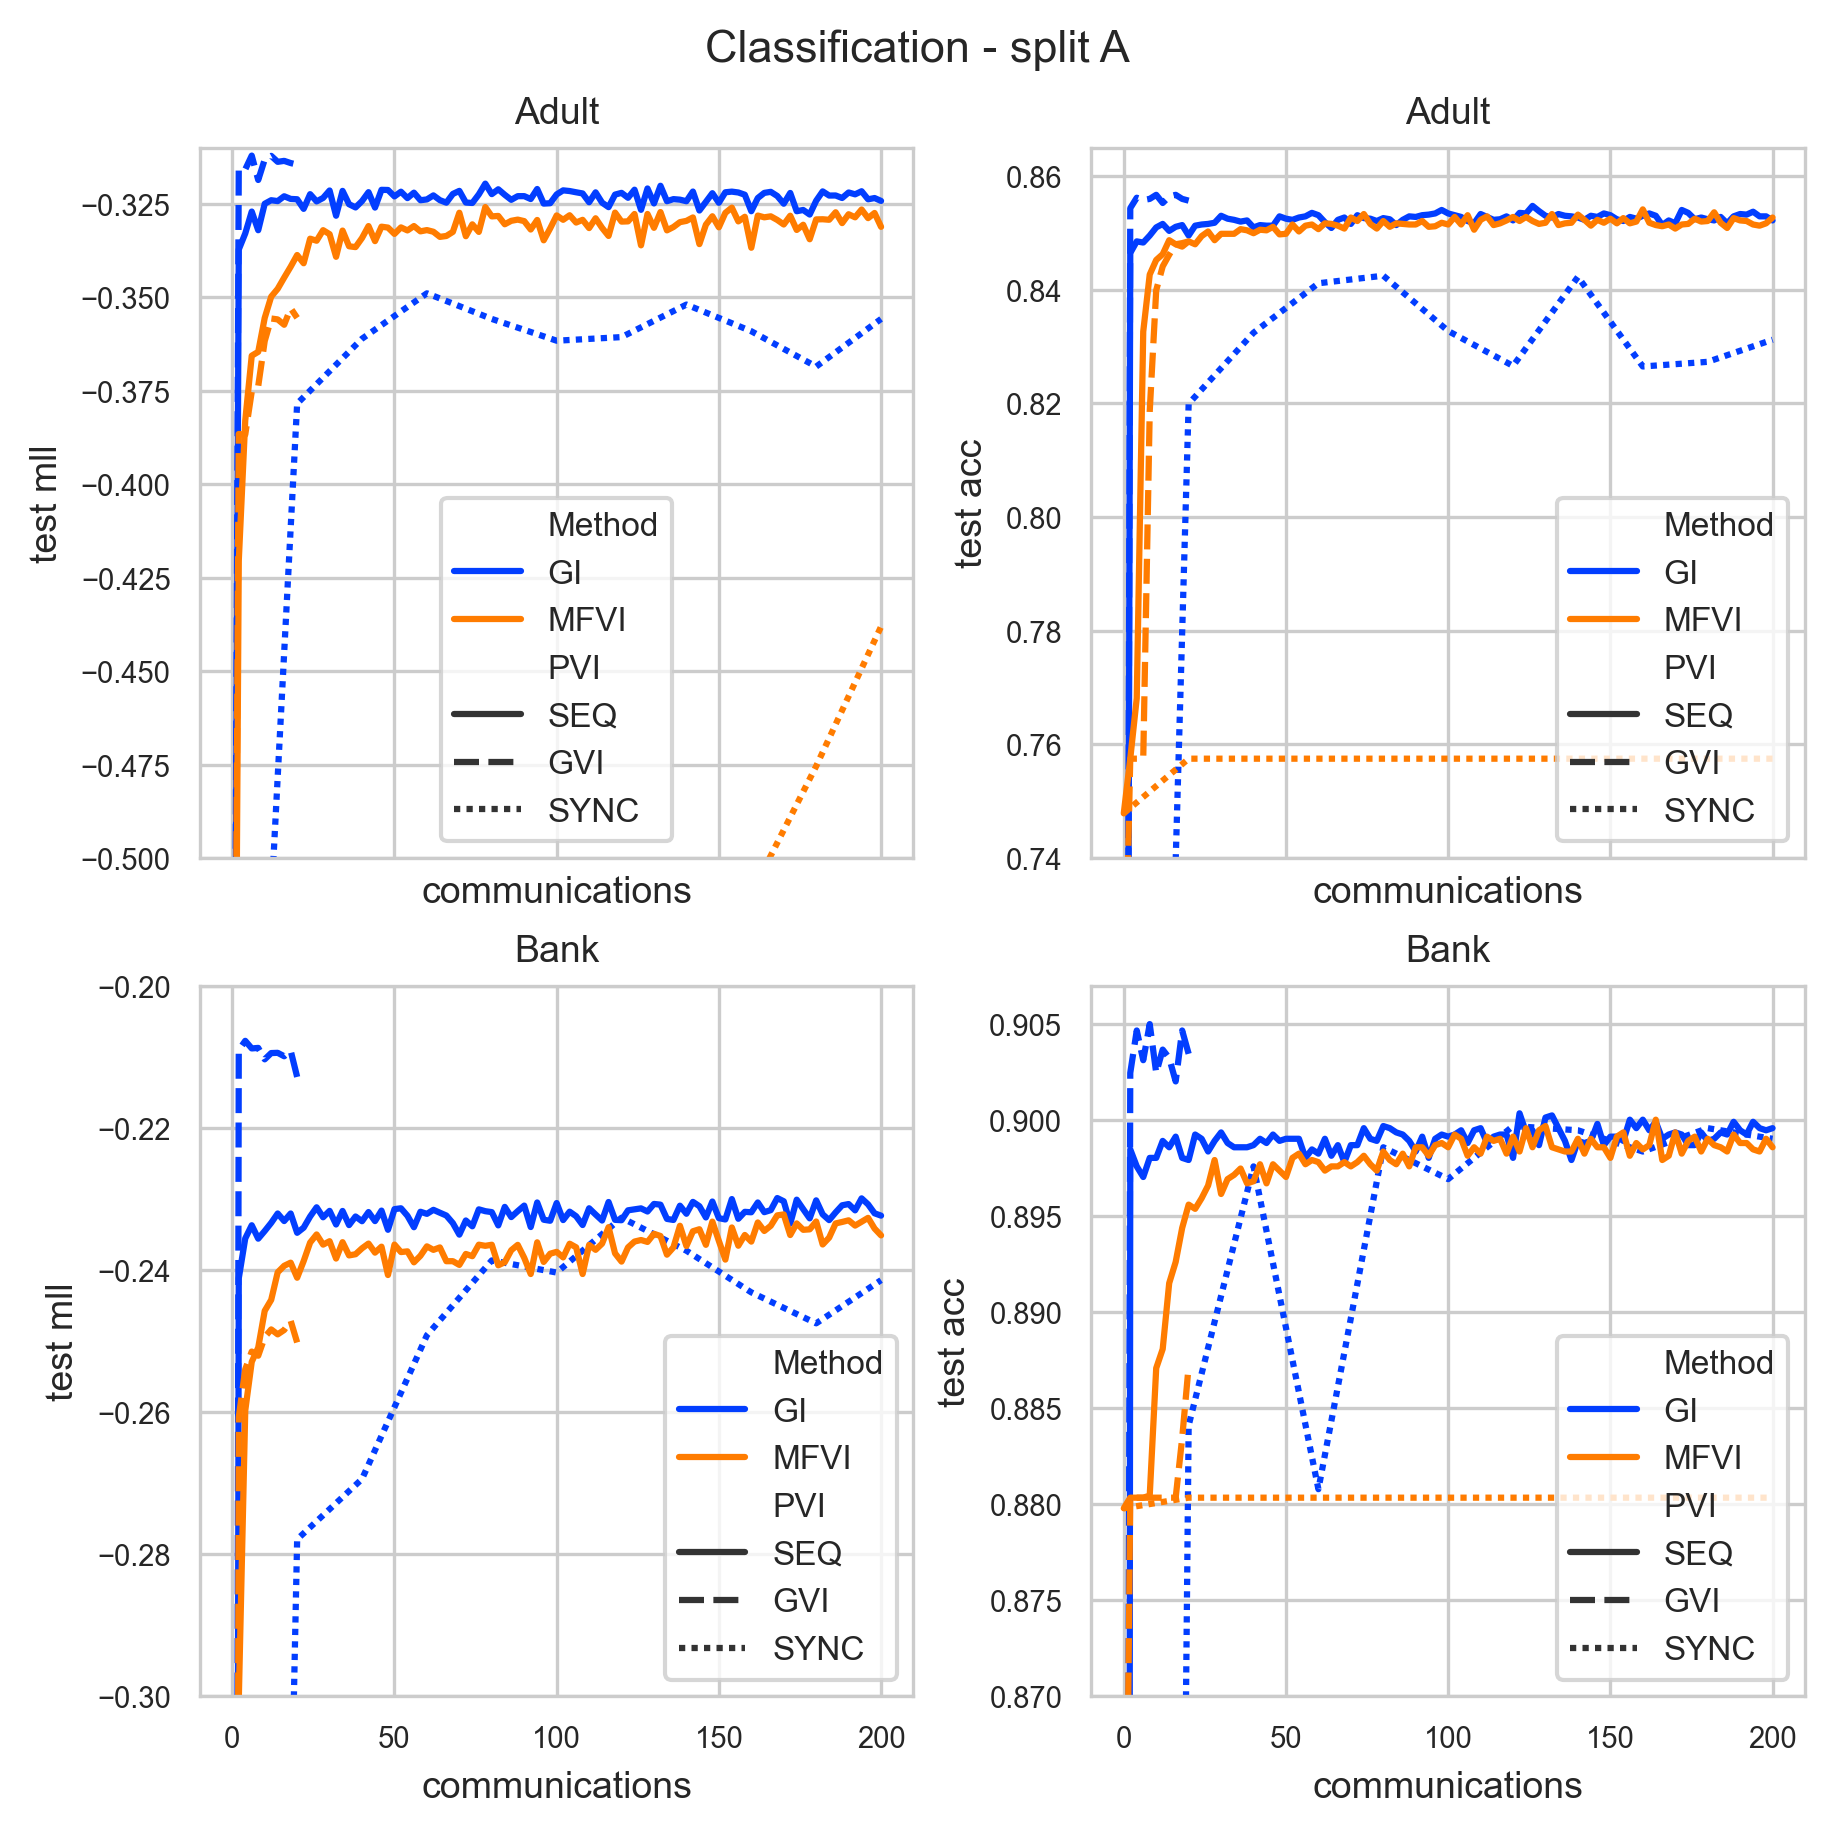 Classification - split A
Adult
−0.325
−0.350
−0.375
−0.400
−0.425
−0.450
−0.475
−0.500
test mll
communications
Method
GI
MFVI
PVI
SEQ
GVI
SYNC
Adult
0.86
0.84
0.82
0.80
0.78
0.76
0.74
test acc
communications
Method
GI
MFVI
PVI
SEQ
GVI
SYNC
Bank
−0.20
−0.22
−0.24
−0.26
−0.28
−0.30
test mll
0 50 100 150 200
communications
Method
GI
MFVI
PVI
SEQ
GVI
SYNC
Bank
0.905
0.900
0.895
0.890
0.885
0.880
0.875
0.870
test acc
0 50 100 150 200
communications
Method
GI
MFVI
PVI
SEQ
GVI
SYNC